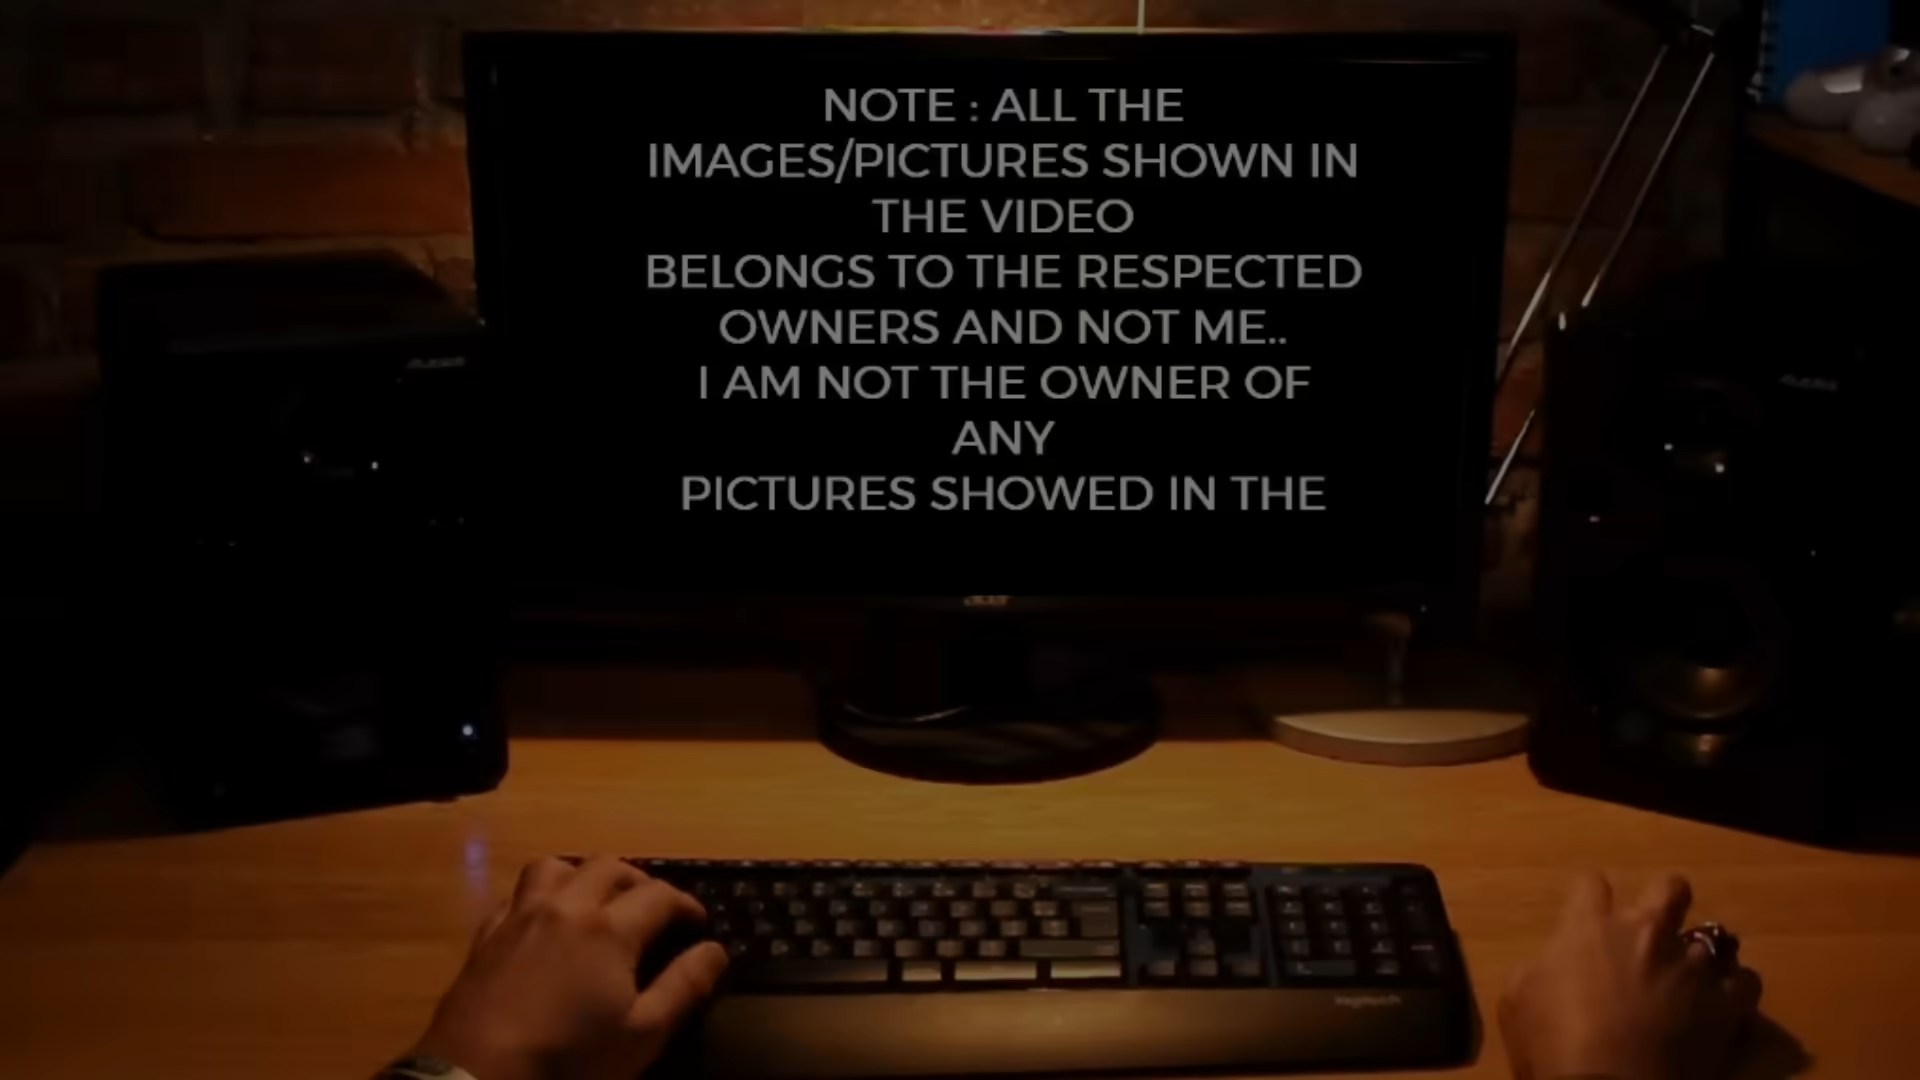 NOTE : ALL THE
IMAGES/PICTURES SHOWN IN
THE VIDEO
BELONGS TO THE RESPECTED
OWNERS AND NOT ME..
I AM NOT THE OWNER OF
ANY
PICTURES SHOWED IN THE
acer